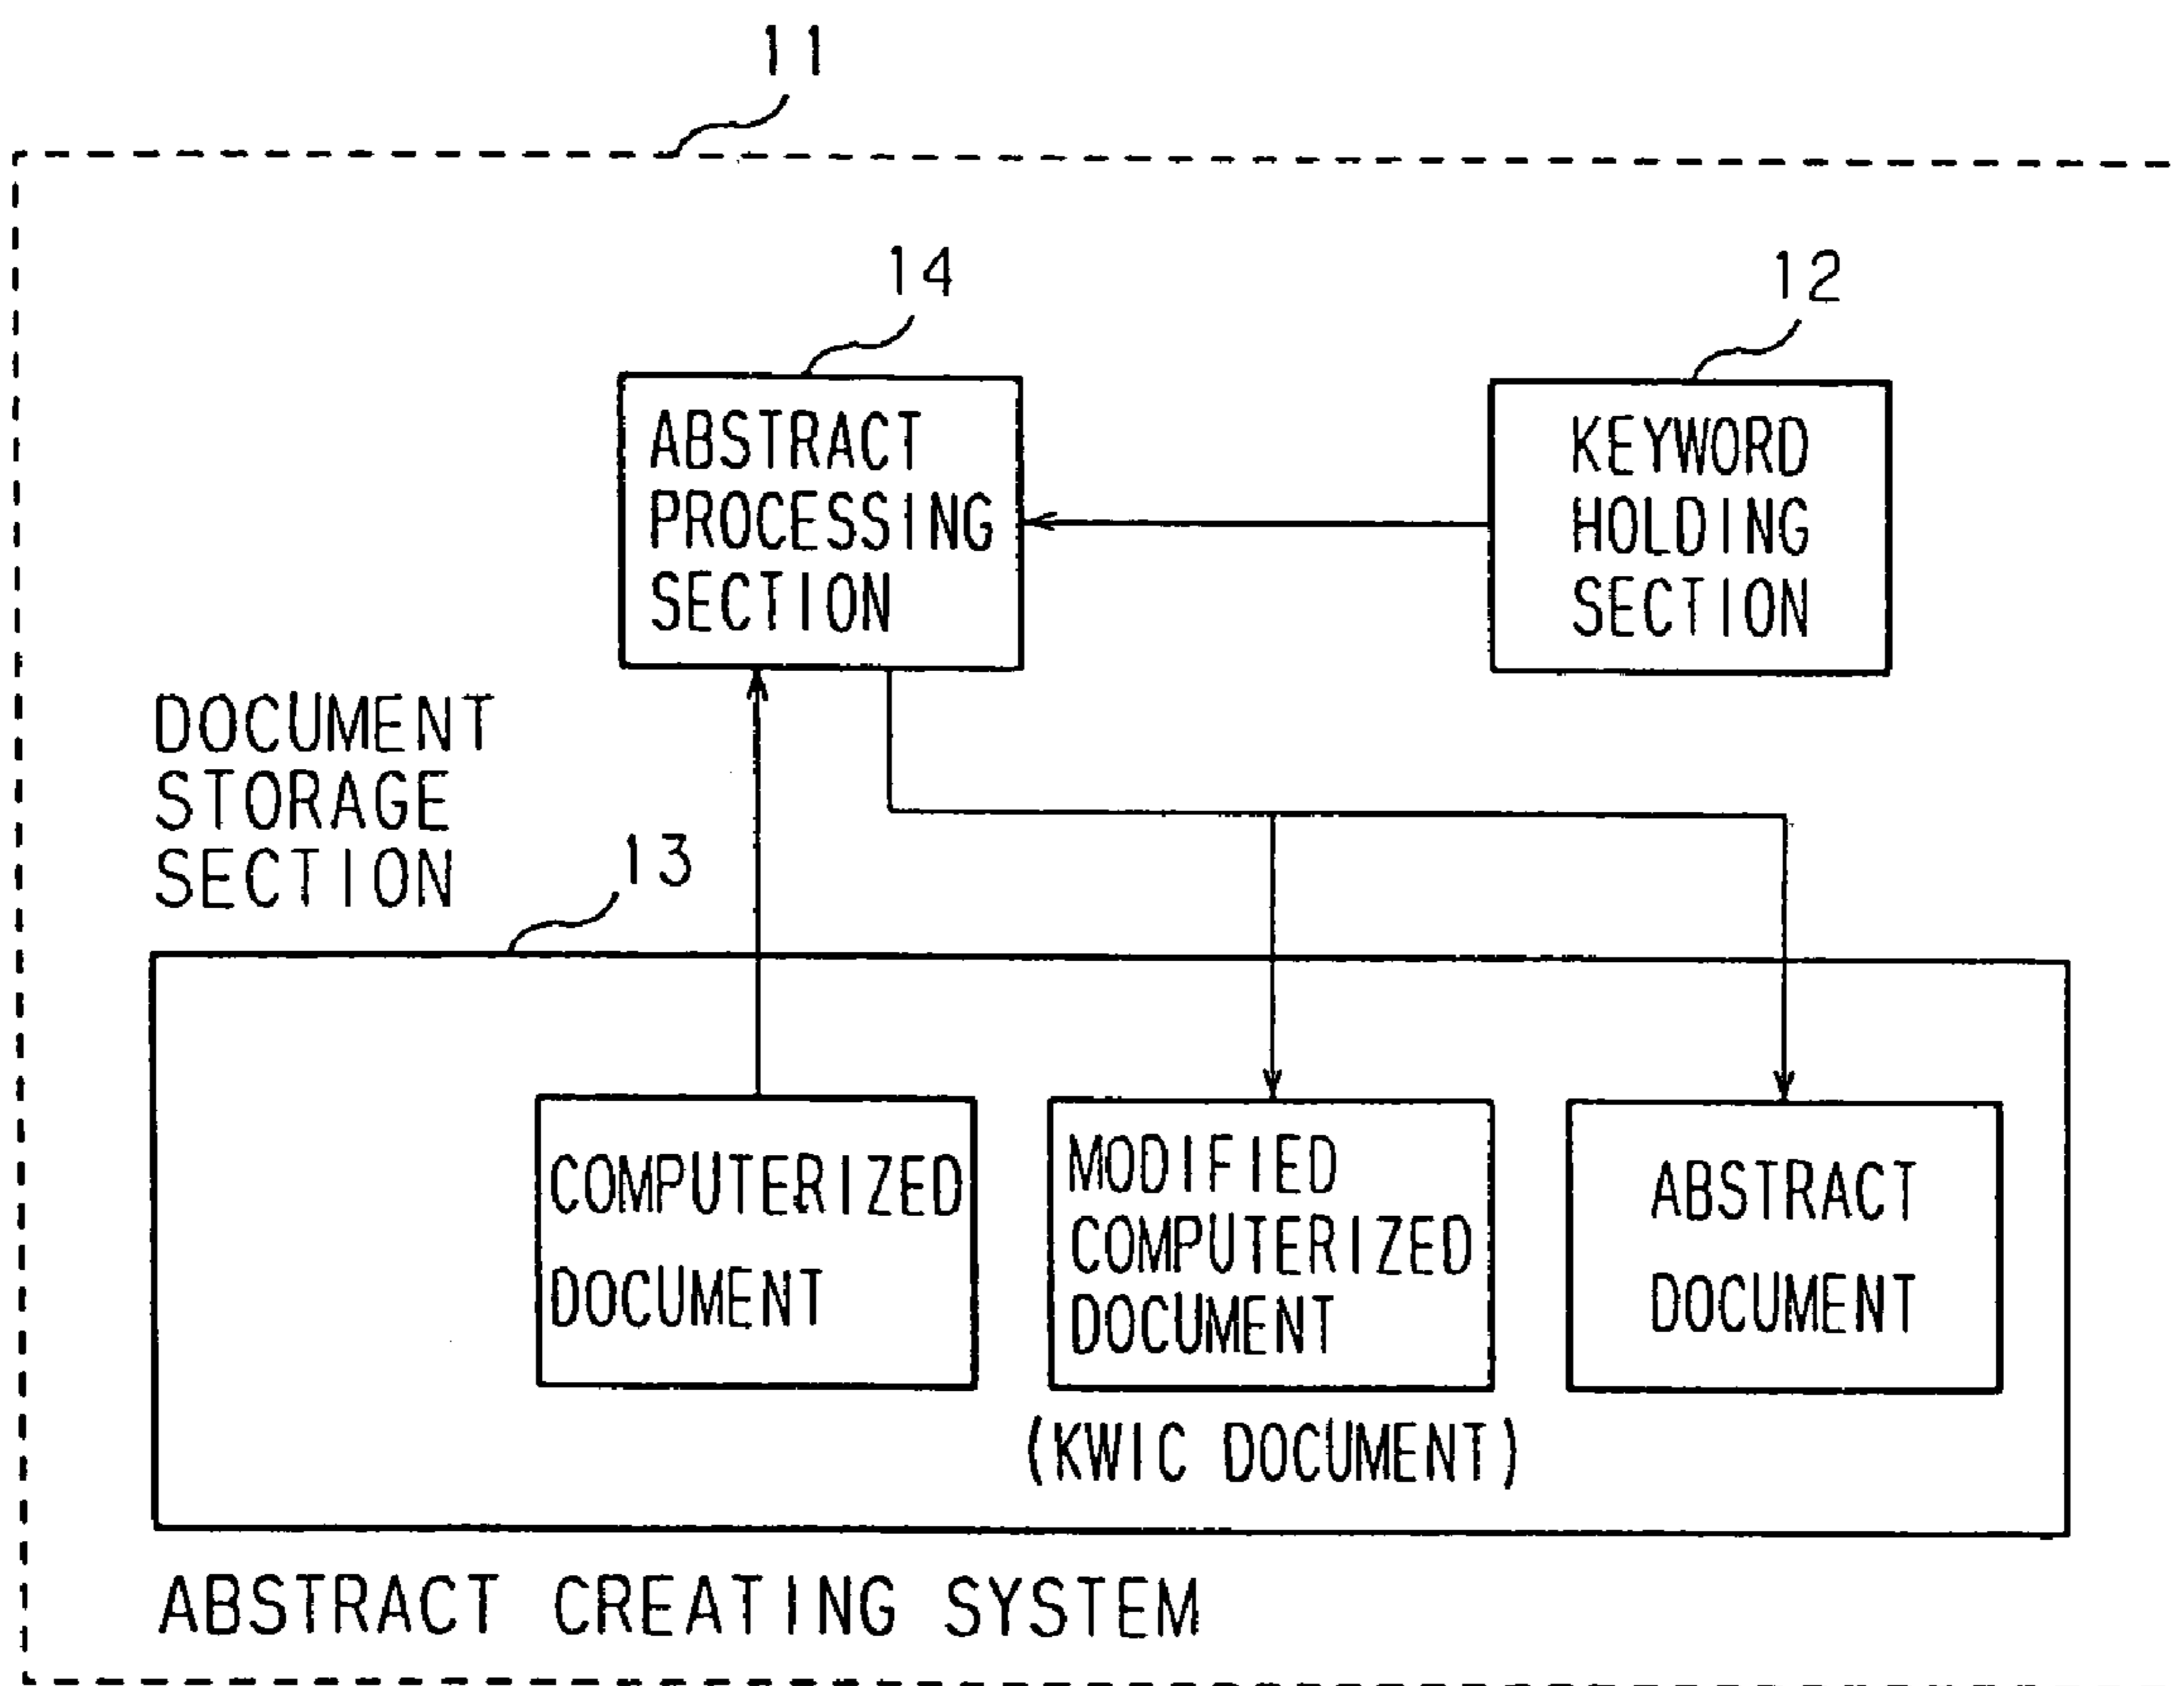 11
14
12
ABSTRACT
PROCESSING
SECTION
KEYWORD
HOLDING
SECTION
DOCUMENT
STORAGE
SECTION
13
COMPUTERIZED
DOCUMENT
MODIFIED
COMPUTERIZED
DOCUMENT
(KWIC DOCUMENT)
ABSTRACT
DOCUMENT
ABSTRACT CREATING SYSTEM